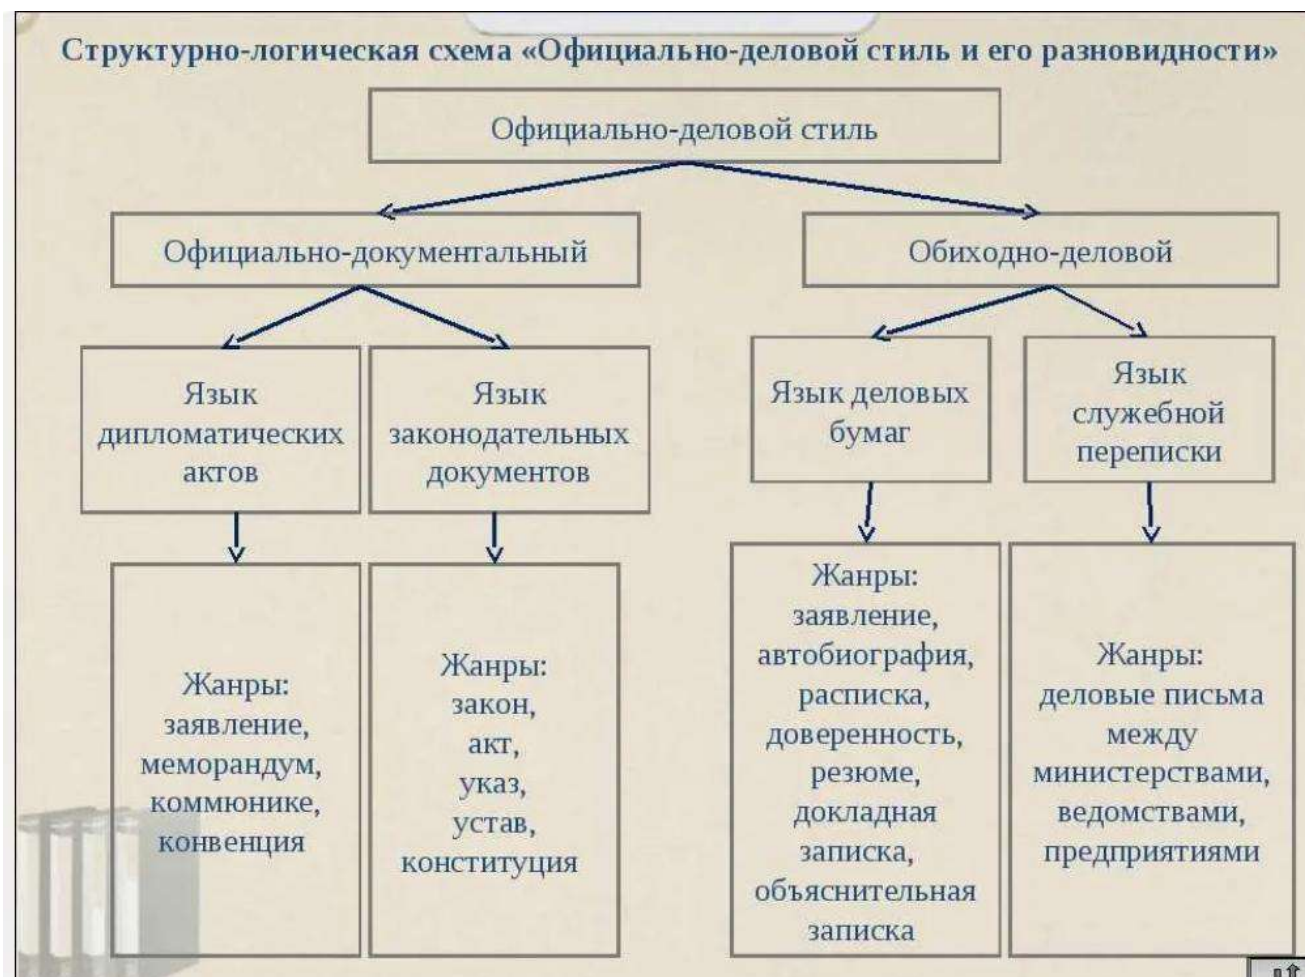 Структурно-логическая схема «Официально-деловой стиль и его разновидности»
Официально-деловой стиль
Официально-документальный
Обиходно-деловой
Язык
дипломатических
актов
Язык
законодательных
документов
Язык деловых
бумаг
Язык
служебной
переписки
Жанры:
заявление,
меморандум,
коммюнике,
конвенция
Жанры:
закон,
акт,
указ,
устав,
конституция
Жанры:
заявление,
автобиография,
расписка,
доверенность,
резюме,
докладная
записка,
объяснительная
записка
Жанры:
деловые письма
между
министерствами,
ведомствами,
предприятиями